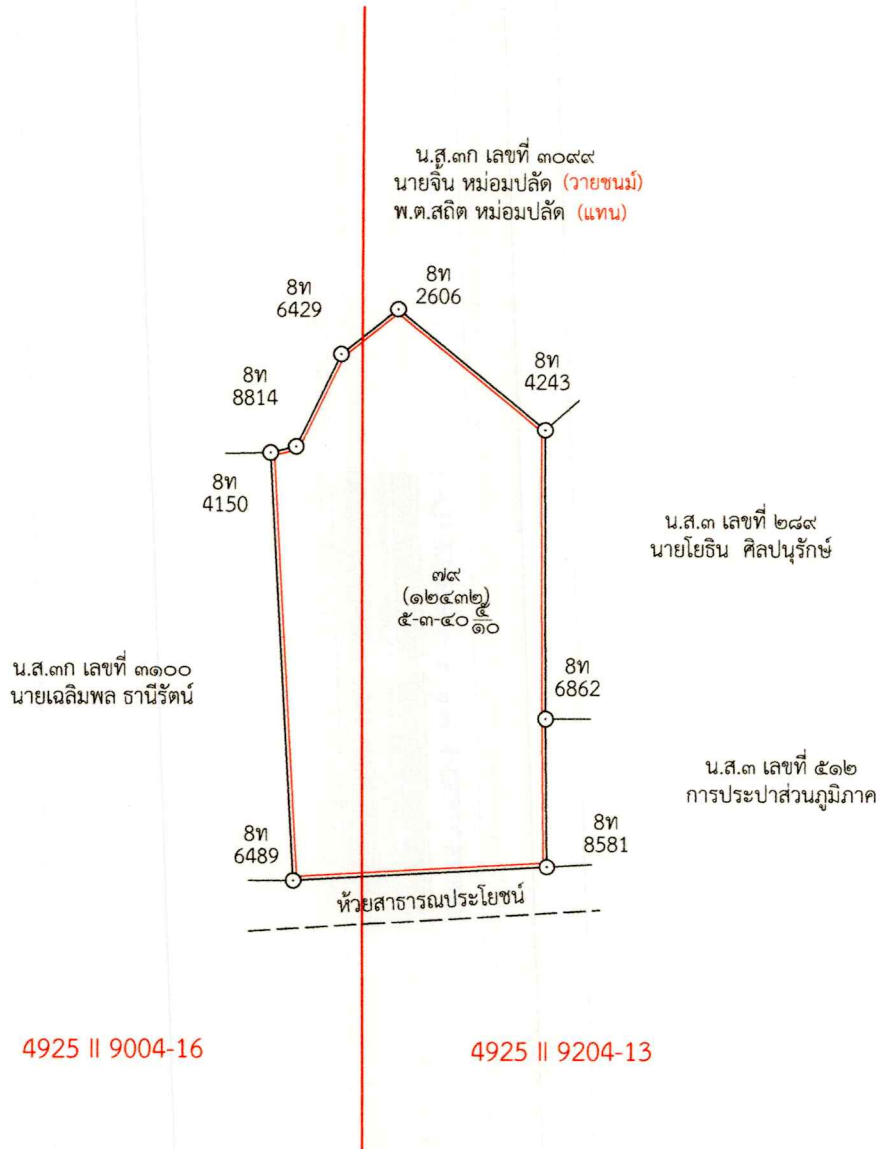 น.ส.๓ก เลขที่ ๓๐๙๙
นายจิ้น หม่อมปลัด (วายชนม์)
พ.ต.สถิต หม่อมปลัด (แทน)
8ท
2606
8ท
6429
8ท
4243
8ท
8814
8ท
4150
น.ส.๓ เลขที่ ๒๘๙
นายโยธิน ศิลปนุรักษ์
๗๙
(๑๒๔๓๒)
๕-๓-๔๐ ๕/๑๐
น.ส.๓ก เลขที่ ๓๑๐๐
นายเฉลิมพล ธานีรัตน์
8ท
6862
น.ส.๓ เลขที่ ๕๑๒
การประปาส่วนภูมิภาค
8ท
6489
8ท
8581
ห้วยสาธารณประโยชน์
4925 II 9004-16
4925 II 9204-13